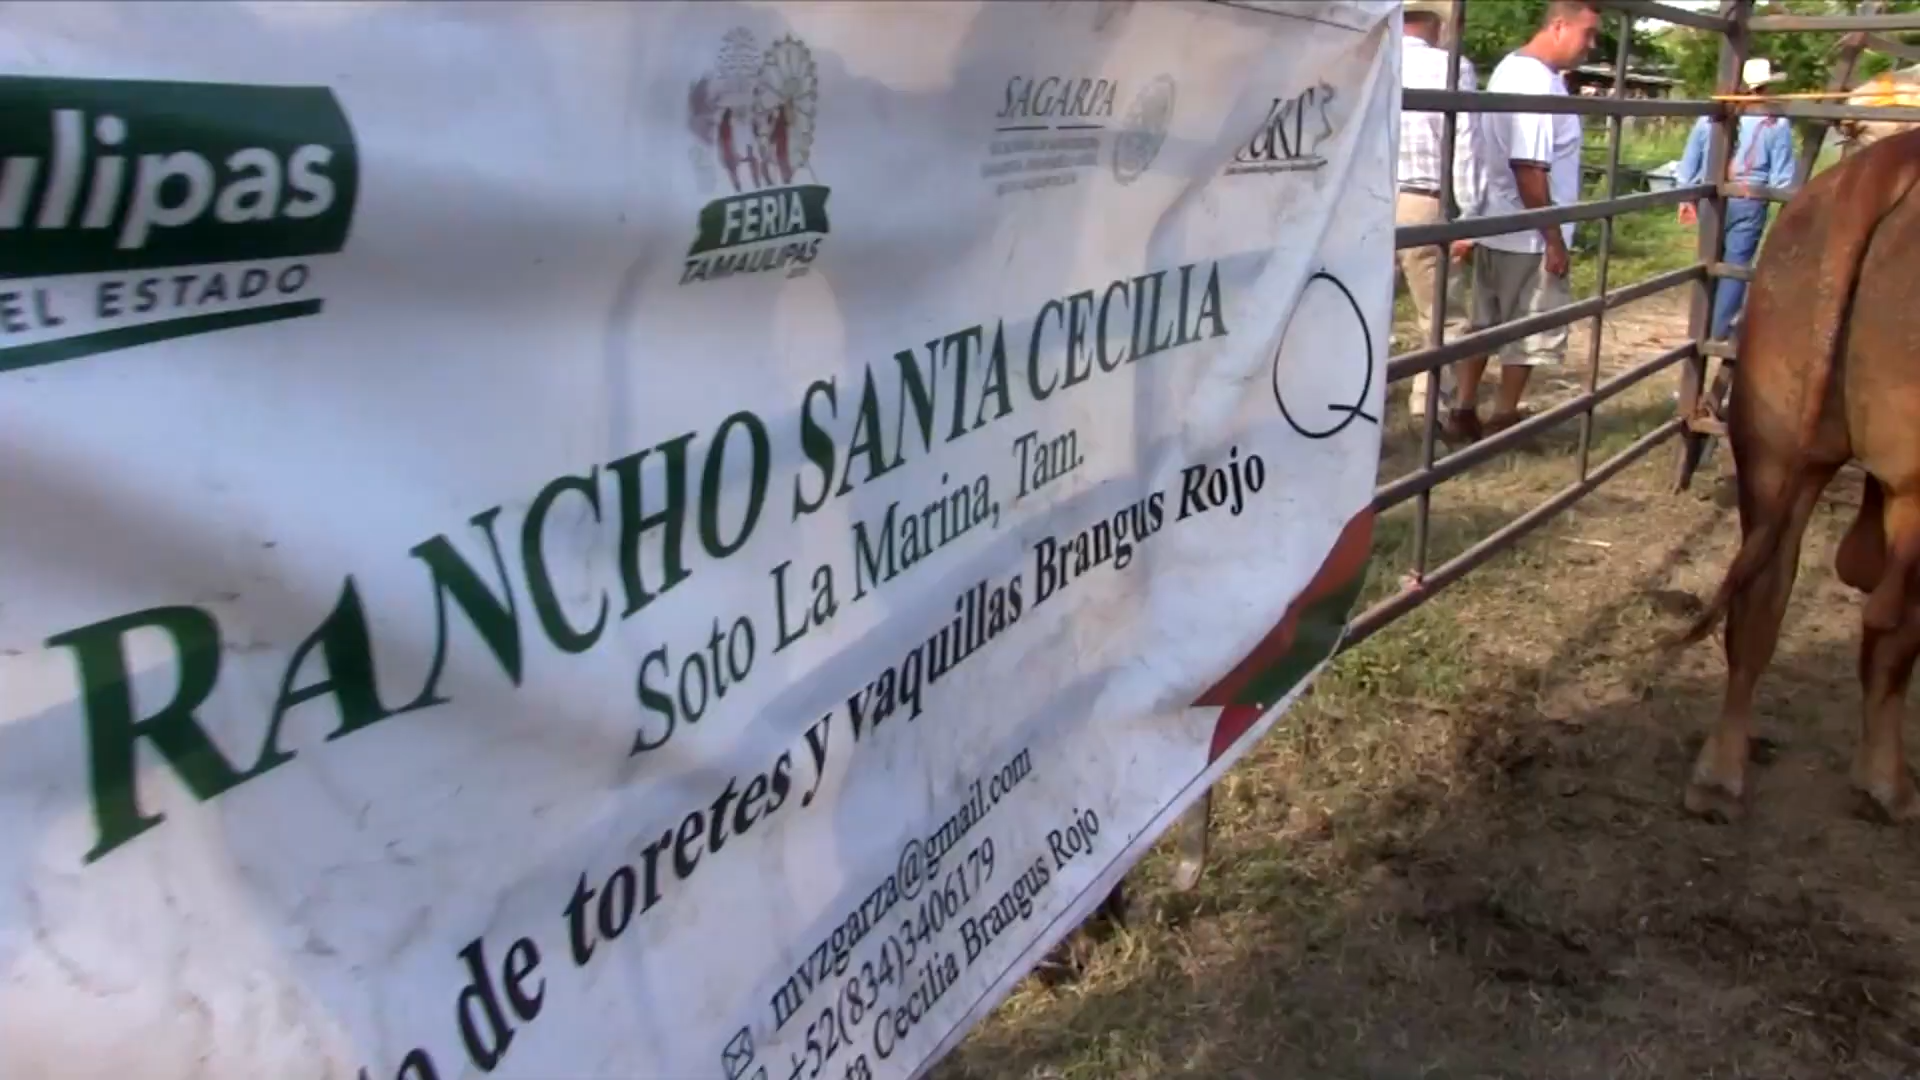 ulipas
EL ESTADO
FERIA
TAMAULIPAS
SAGARPA
RANCHO SANTA CECILIA
Q
Soto La Marina, Tam.
de toretes y vaquillas Brangus Rojo
mvzgarza@gmail.com
+52(834)3406179
ta Cecilia Brangus Rojo